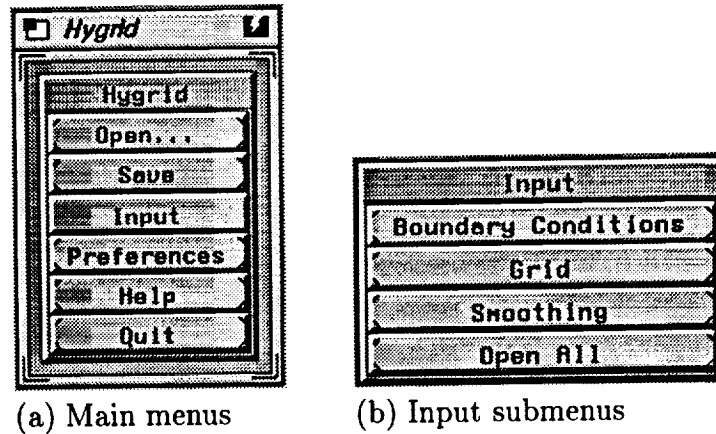 Hygrid
Hygrid
Open...
Save
Input
Preferences
Help
Quit
(a) Main menus
Input
Boundary Conditions
Grid
Smoothing
Open All
(b) Input submenus